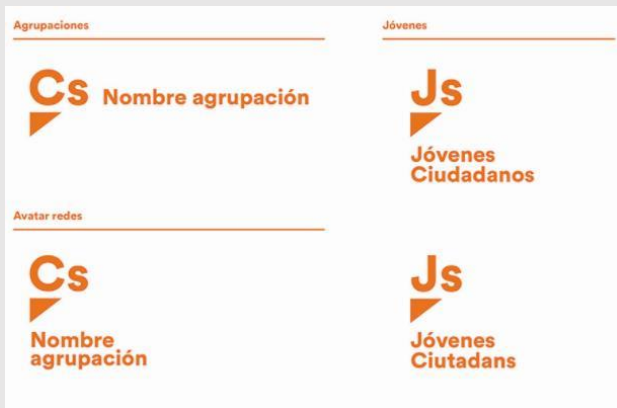 Agrupaciones
Cs Nombre agrupación
Avatar redes
Cs
Nombre
agrupación
Jóvenes
Js
Jóvenes
Ciudadanos
Js
Jóvenes
Ciutadans